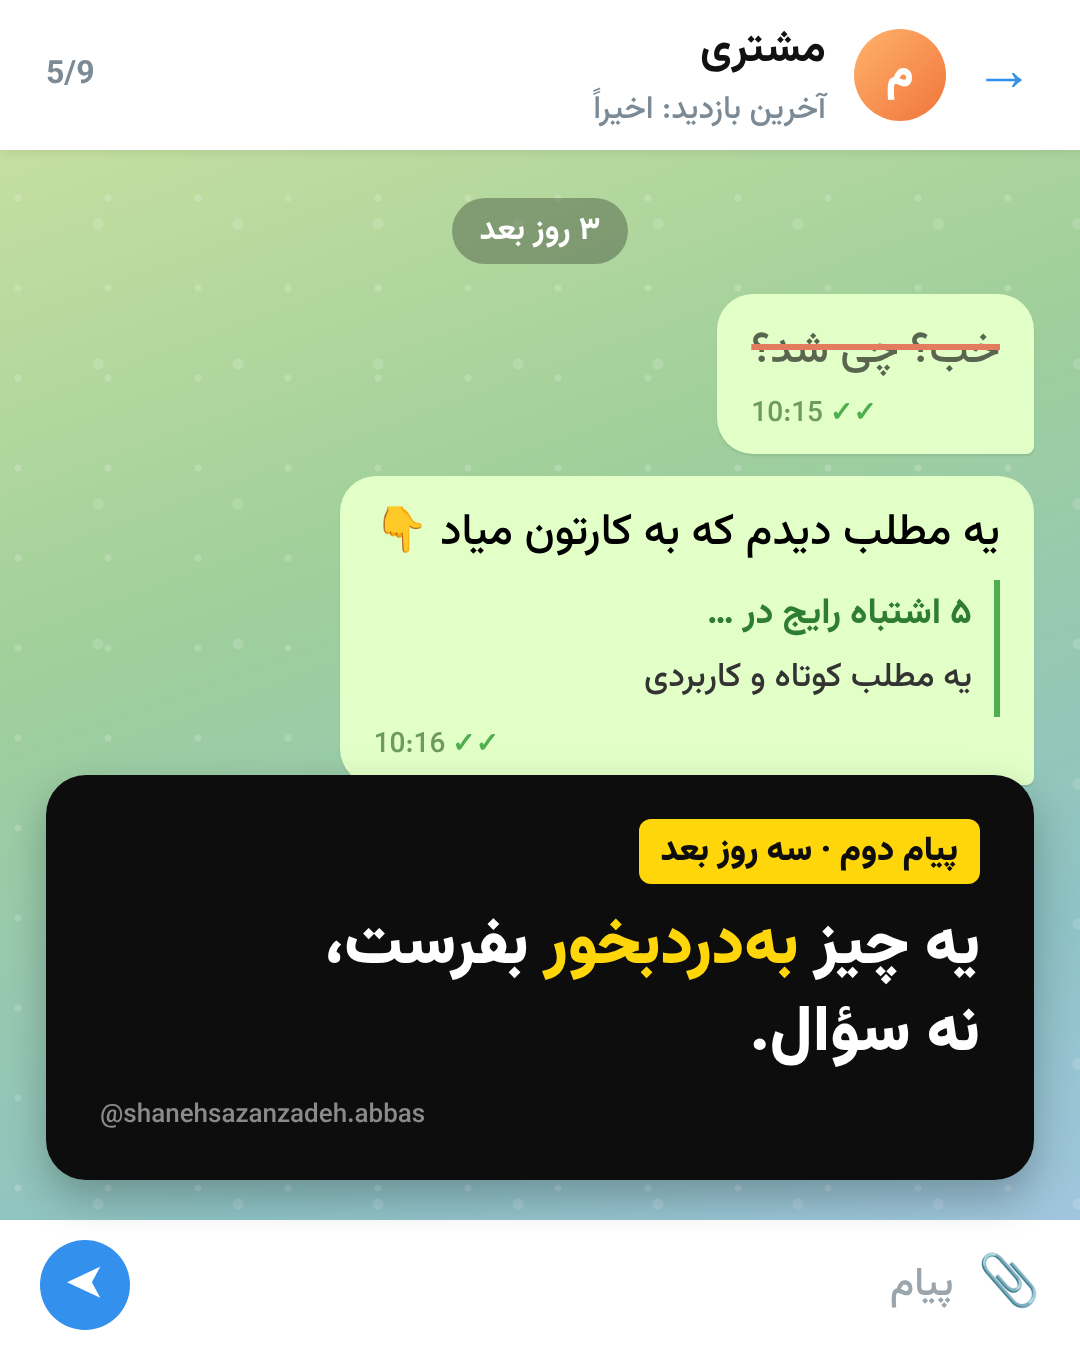 مشتری
م
آخرین بازدید: اخیراً
5/9
۳ روز بعد
خب؟ چی شد؟
10:15 ✓✓
یه مطلب دیدم که به کارتون میاد 👇
۵ اشتباه رایج در ...
یه مطلب کوتاه و کاربردی
10:16 ✓✓
پیام دوم · سه روز بعد
یه چیز به‌دردبخور بفرست،
نه سؤال.
@shanehsazanzadeh.abbas
پیام